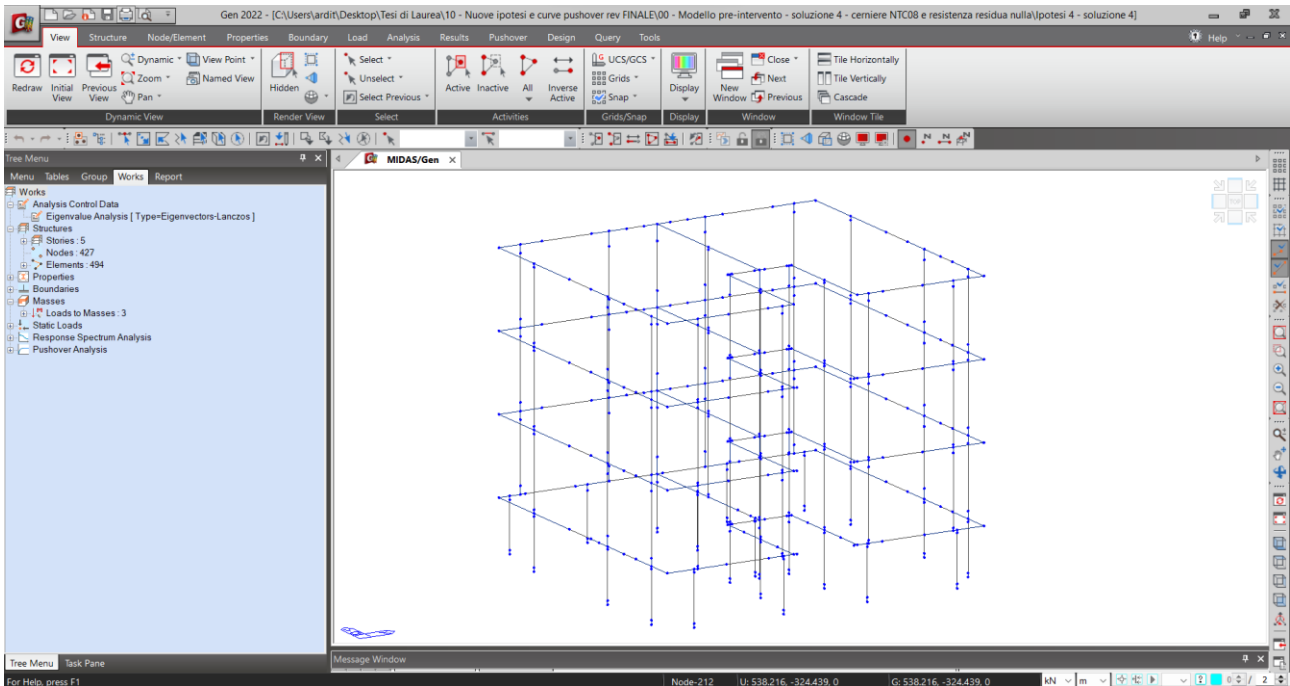 Gen 2022 - [C:\Users\ardit\Desktop\Tesi di Laurea\10 - Nuove ipotesi e curve pushover rev FINALE\00 - Modello pre-intervento - soluzione 4 - cerniere NTC08 e resistenza residua nulla\Ipotesi 4 - soluzione 4]
View Structure Node/Element Properties Boundary Load Analysis Results Pushover Design Query Tools Help
Redraw
Initial View
Previous View
Dynamic
Zoom
Pan
View Point
Named View
Dynamic View
Hidden
Render View
Select
Unselect
Select Previous
Select
Active
Inactive
All
Inverse Active
Activities
UCS/GCS
Grids
Snap
Grids/Snap
Display
Display
New Window
Close
Next
Previous
Window
Tile Horizontally
Tile Vertically
Cascade
Window Tile
Tree Menu
Menu Tables Group Works Report
MIDAS/Gen
Works
Analysis Control Data
Eigenvalue Analysis [ Type=Eigenvectors-Lanczos ]
Structures
Stories : 5
Nodes : 427
Elements : 494
Properties
Boundaries
Masses
Loads to Masses : 3
Static Loads
Response Spectrum Analysis
Pushover Analysis
Tree Menu Task Pane
Message Window
For Help, press F1
Node-212
U: 538.216, -324.439, 0
G: 538.216, -324.439, 0
kN
m
0 / 2